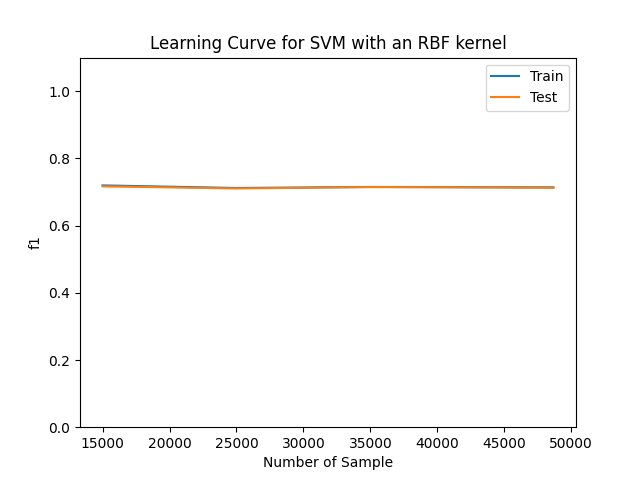 Learning Curve for SVM with an RBF kernel
Train
Test
1.0
0.8
0.6
0.4
0.2
0.0
f1
15000 20000 25000 30000 35000 40000 45000 50000
Number of Sample